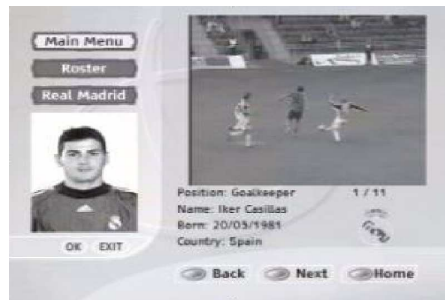 Main Menu
Roster
Real Madrid
Position: Goalkeeper 1 / 11
Name: Iker Casillas
Born: 20/05/1981
Country: Spain
OK EXIT
Back Next Home